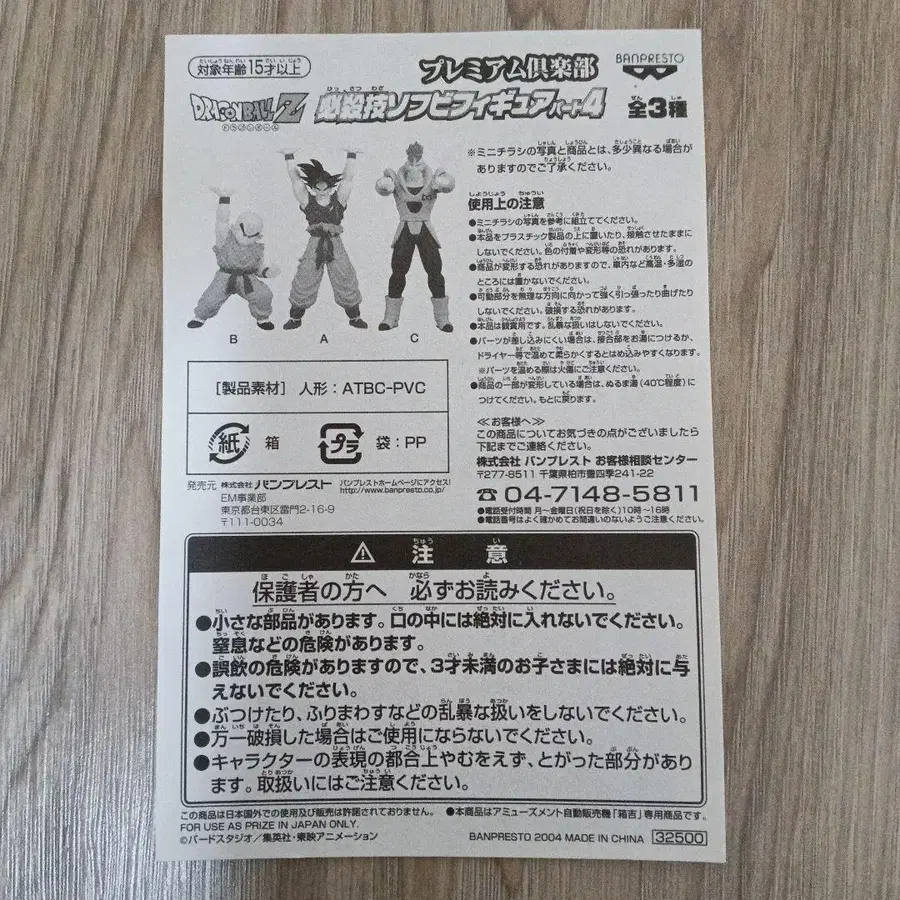 対象年齢15才以上
プレミアム倶楽部
BANPRESTO
DRAGONBALL Z
ドラゴンボール
必殺技ソフビフィギュアパート4
全3種
※ミニチラシの写真と商品とは、多少異なる場合が
ありますのでご了承ください。
使用上の注意
●ミニチラシの写真を参考に組立ててください。
●本品をプラスチック製品の上に置いたり、接触させたままに
しないでください。色の付着や変形等の恐れがあります。
●商品が変形する恐れがありますので、車内など高温・多湿の
ところには置かないでください。
●可動部分を無理な方向に向かって強く引っ張ったり曲げたり
しないでください。破損する恐れがあります。
●本品は観賞用です。乱暴な扱いはしないでください。
●パーツが差し込みにくい場合は、接合部をお湯につけるか、
ドライヤー等で温めて柔らかくするとはめ込みやすくなります。
※パーツを温める際は火傷にご注意ください。
●商品の一部が変形している場合は、ぬるま湯(40℃程度)に
つけてください。もとに戻ります。
B A C
[製品素材] 人形:ATBC-PVC
紙 箱 プラ 袋:PP
≪お客様へ≫
この商品についてお気づきの点がございましたら
下記までご連絡ください。
株式会社 バンプレスト お客様相談センター
〒277-8511 千葉県柏市豊四季241-22
☎04-7148-5811
●電話受付時間 月〜金曜日(祝日を除く)10時〜16時
●電話番号はよく確かめてお間違いのないようご注意ください。
発売元 株式会社 バンプレスト
EM事業部
東京都台東区雷門2-16-9
〒111-0034
バンプレストホームページにアクセス!
http://www.banpresto.co.jp/
⚠ 注意
保護者の方へ 必ずお読みください。
●小さな部品があります。口の中には絶対に入れないでください。
窒息などの危険があります。
●誤飲の危険がありますので、3才未満のお子さまには絶対に与
えないでください。
●ぶつけたり、ふりまわすなどの乱暴な扱いをしないでください。
●万一破損した場合はご使用にならないでください。
●キャラクターの表現の都合上やむをえず、とがった部分があり
ます。取扱いにはご注意ください。
この商品は日本国外での使用及び販売は許諾されておりません。 ●本商品はアミューズメント自動販売機「箱吉」専用商品です。
FOR USE AS PRIZE IN JAPAN ONLY.
©バードスタジオ/集英社・東映アニメーション
BANPRESTO 2004 MADE IN CHINA 32500